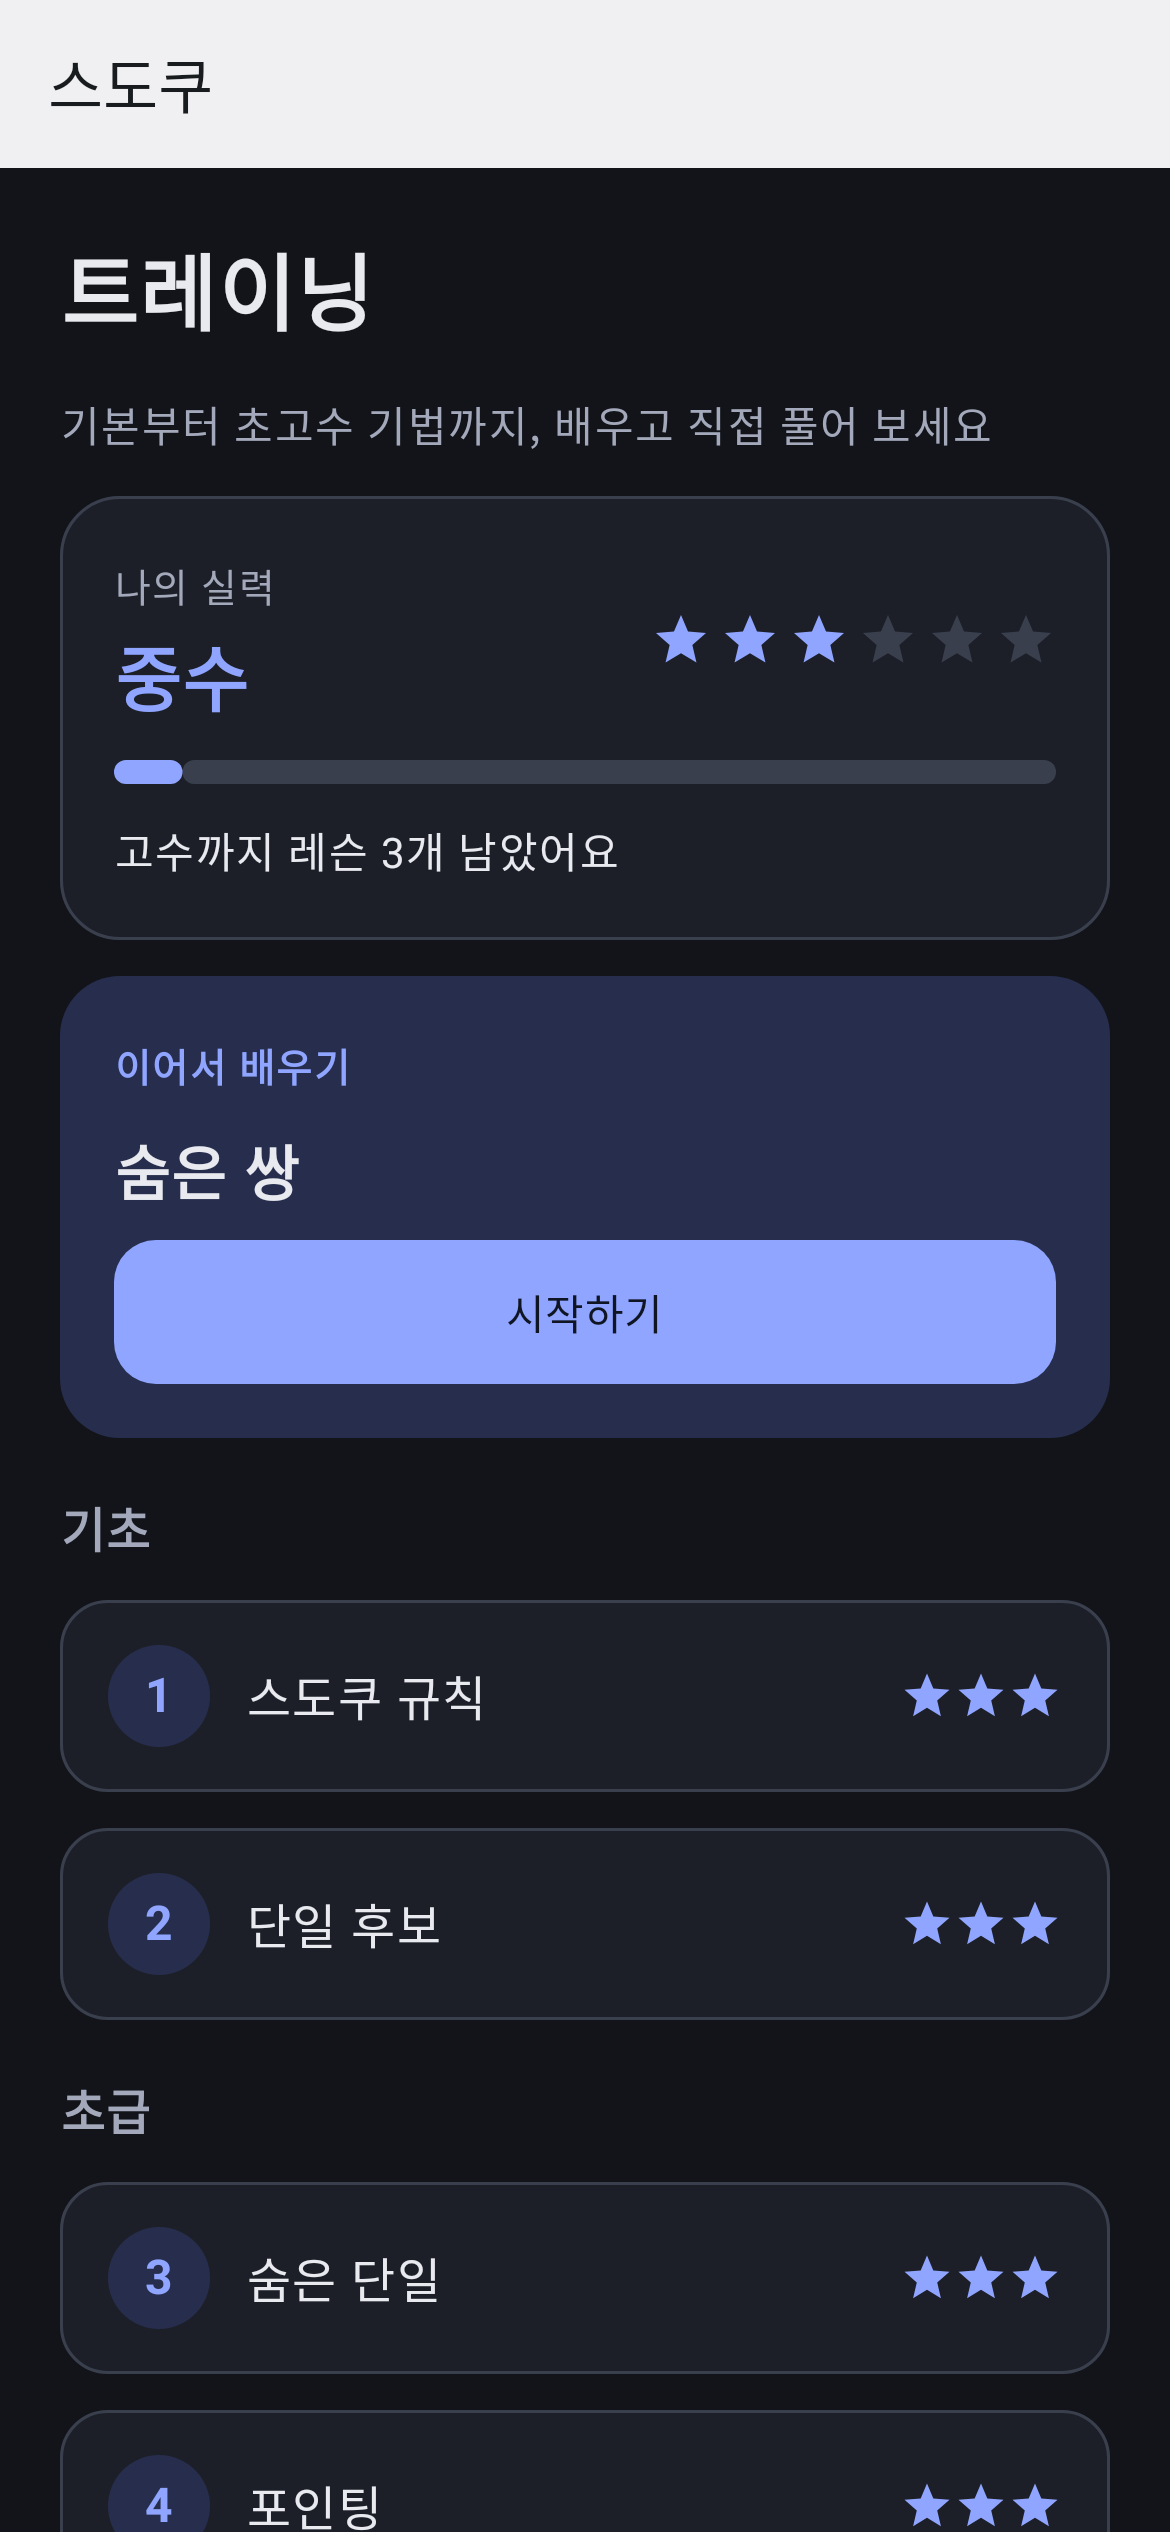 스도쿠
트레이닝
기본부터 초고수 기법까지, 배우고 직접 풀어 보세요
나의 실력
중수
고수까지 레슨 3개 남았어요
이어서 배우기
숨은 쌍
시작하기
기초
1 스도쿠 규칙
2 단일 후보
초급
3 숨은 단일
4 포인팅